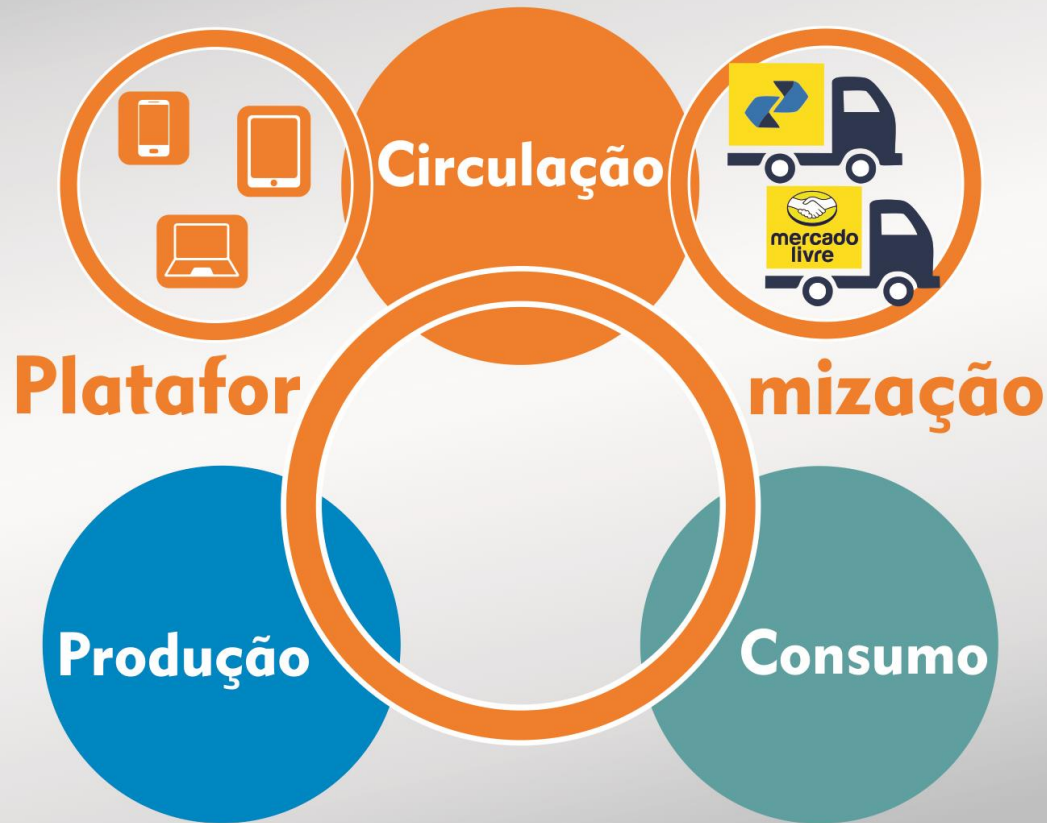 Circulação
mercado
livre
Platafor
mização
Produção
Consumo